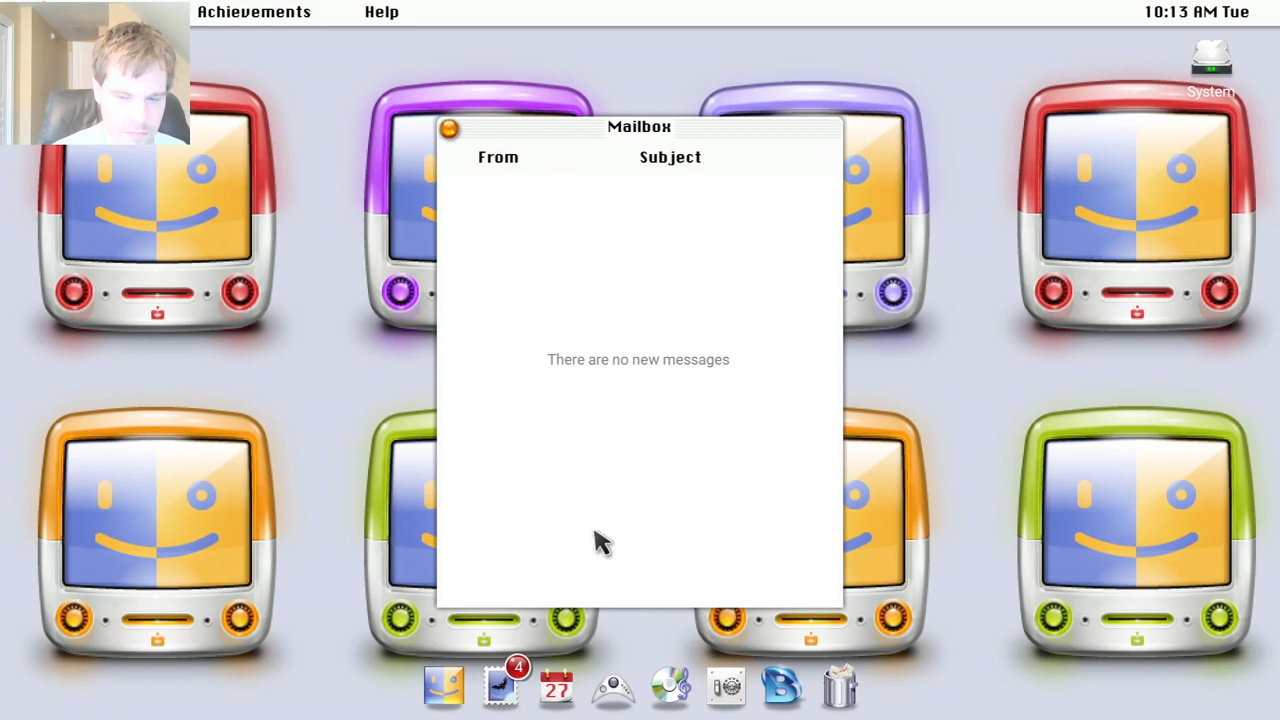 Achievements Help 10:13 AM Tue
System
Mailbox
From Subject
There are no new messages
4
27
B